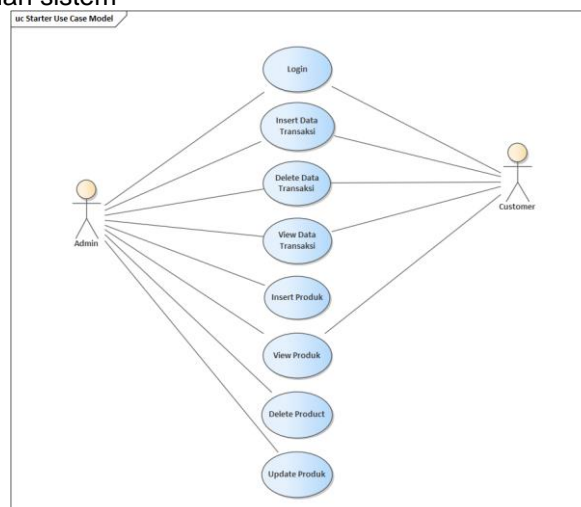 uc Starter Use Case Model
Login
Insert Data
Transaksi
Delete Data
Transaksi
Customer
View Data
Transaksi
Admin
Insert Produk
View Produk
Delete Product
Update Produk